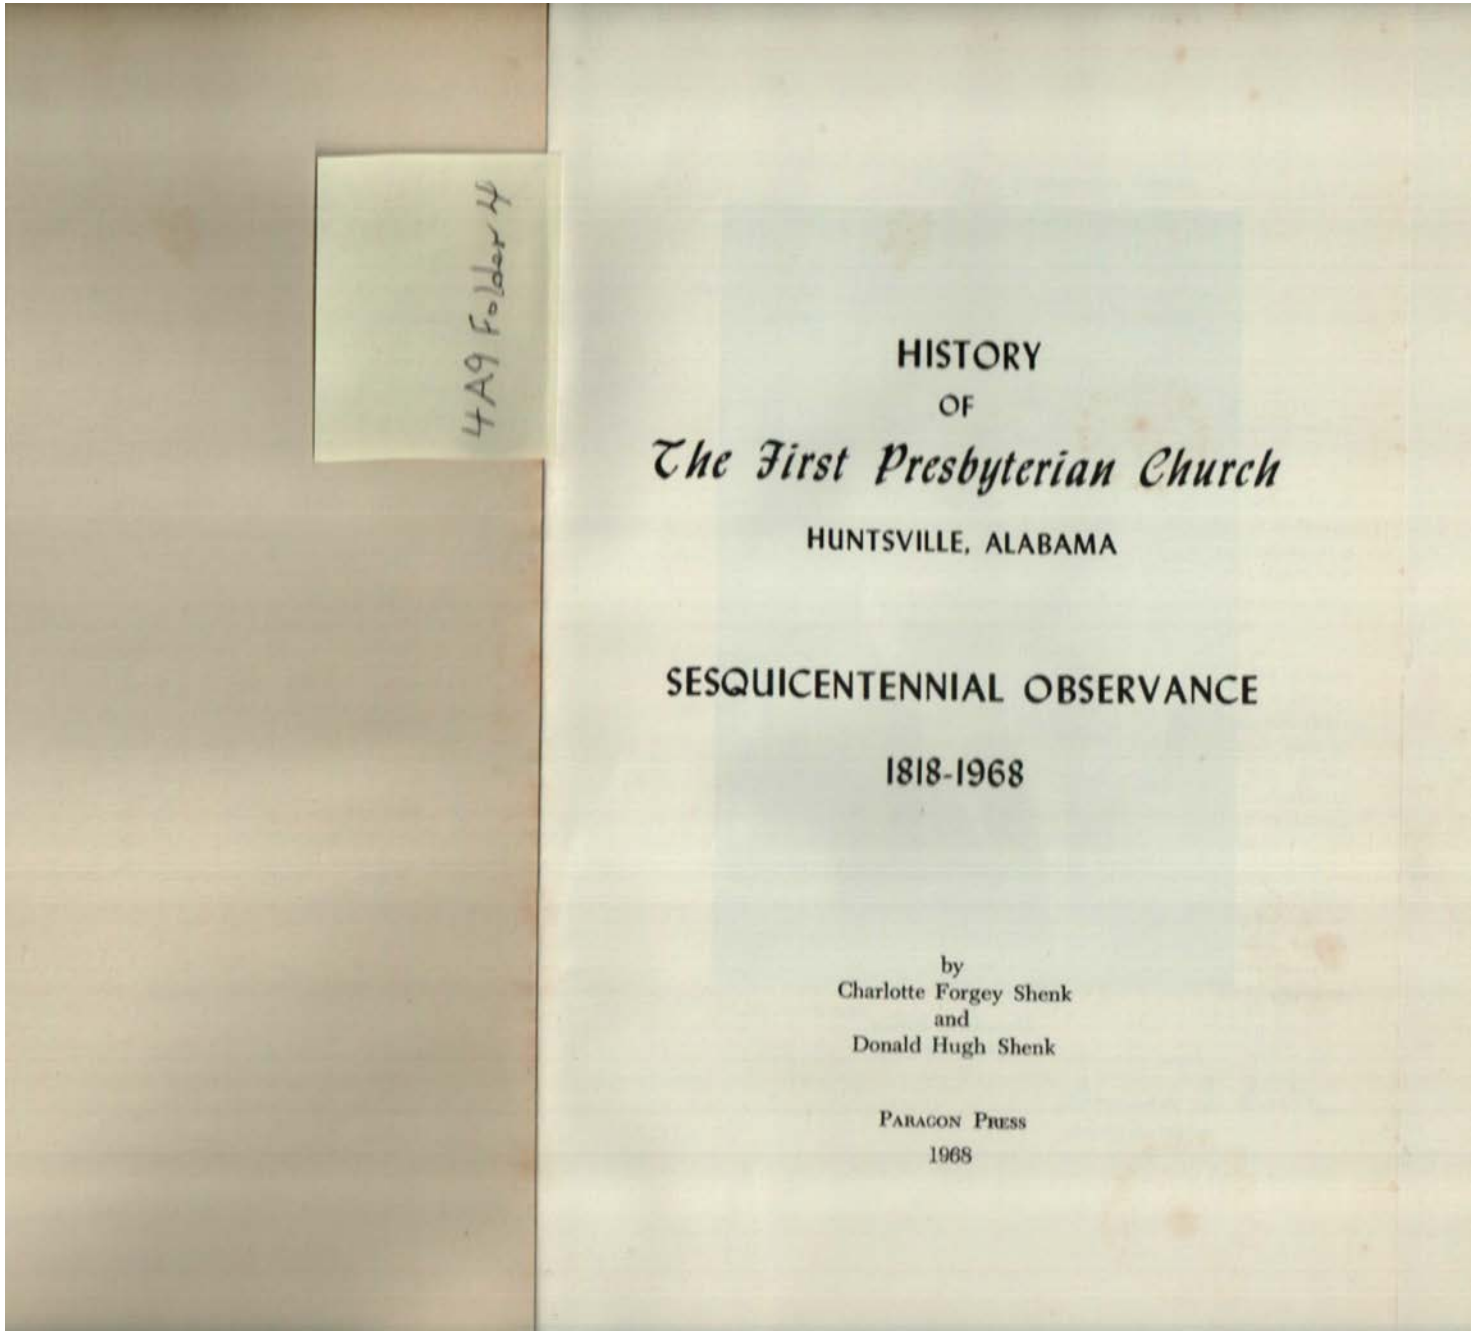 4A9 Folder 4
HISTORY
OF
The First Presbyterian Church
HUNTSVILLE, ALABAMA
SESQUICENTENNIAL OBSERVANCE
1818-1968
by
Charlotte Forgey Shenk
and
Donald Hugh Shenk
PARAGON PRESS
1968